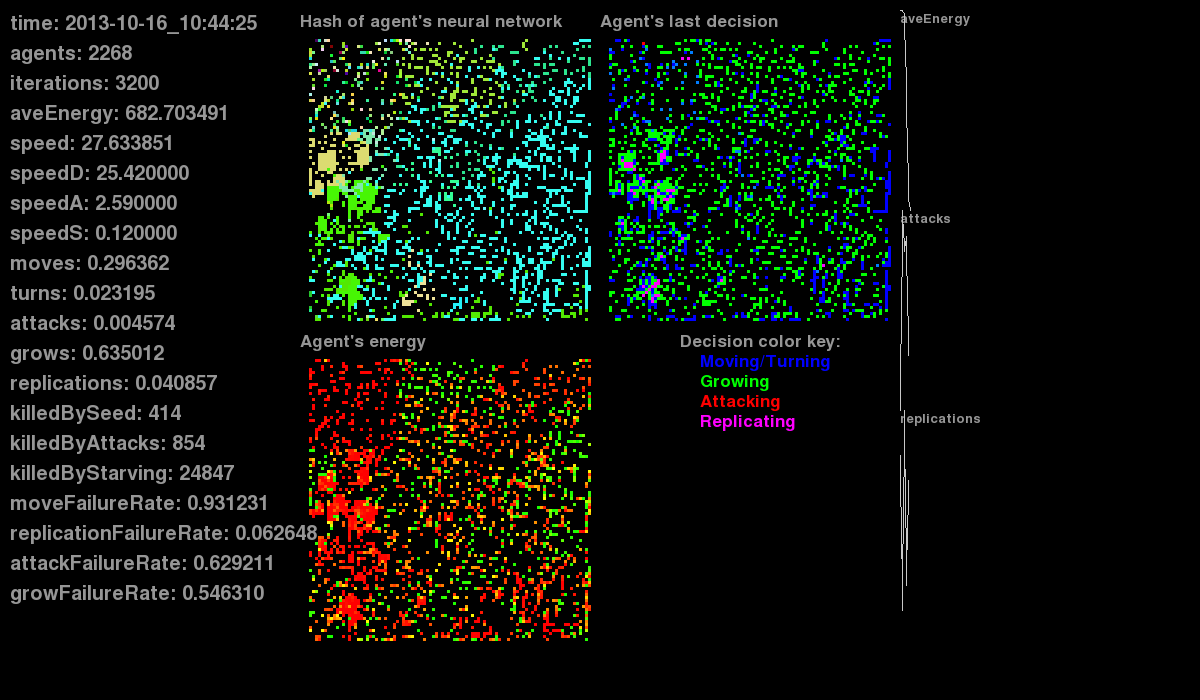 time: 2013-10-16_10:44:25
agents: 2268
iterations: 3200
aveEnergy: 682.703491
speed: 27.633851
speedD: 25.420000
speedA: 2.590000
speedS: 0.120000
moves: 0.296362
turns: 0.023195
attacks: 0.004574
grows: 0.635012
replications: 0.040857
killedBySeed: 414
killedByAttacks: 854
killedByStarving: 24847
moveFailureRate: 0.931231
replicationFailureRate: 0.062648
attackFailureRate: 0.629211
growFailureRate: 0.546310
Hash of agent's neural network
Agent's last decision
Agent's energy
Decision color key:
Moving/Turning
Growing
Attacking
Replicating
aveEnergy
attacks
replications